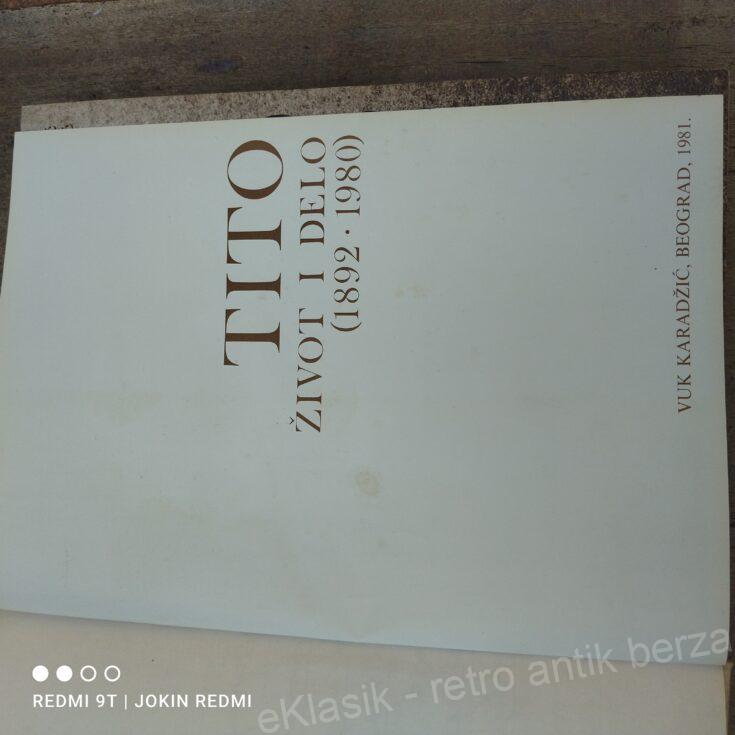 TITO
ŽIVOT I DELO
(1892 · 1980)
VUK KARADŽIĆ, BEOGRAD, 1981.
REDMI 9T | JOKIN REDMI
eKlasik - retro antik berza